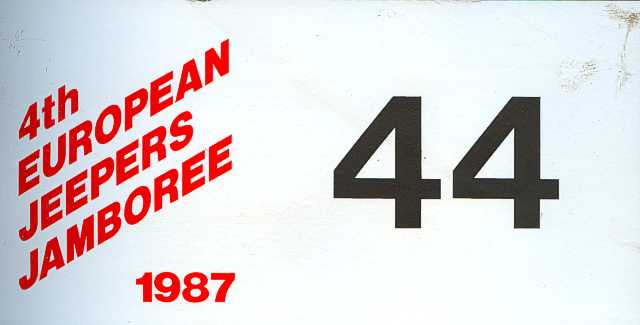 4th
EUROPEAN
JEEPERS
JAMBOREE
1987
44